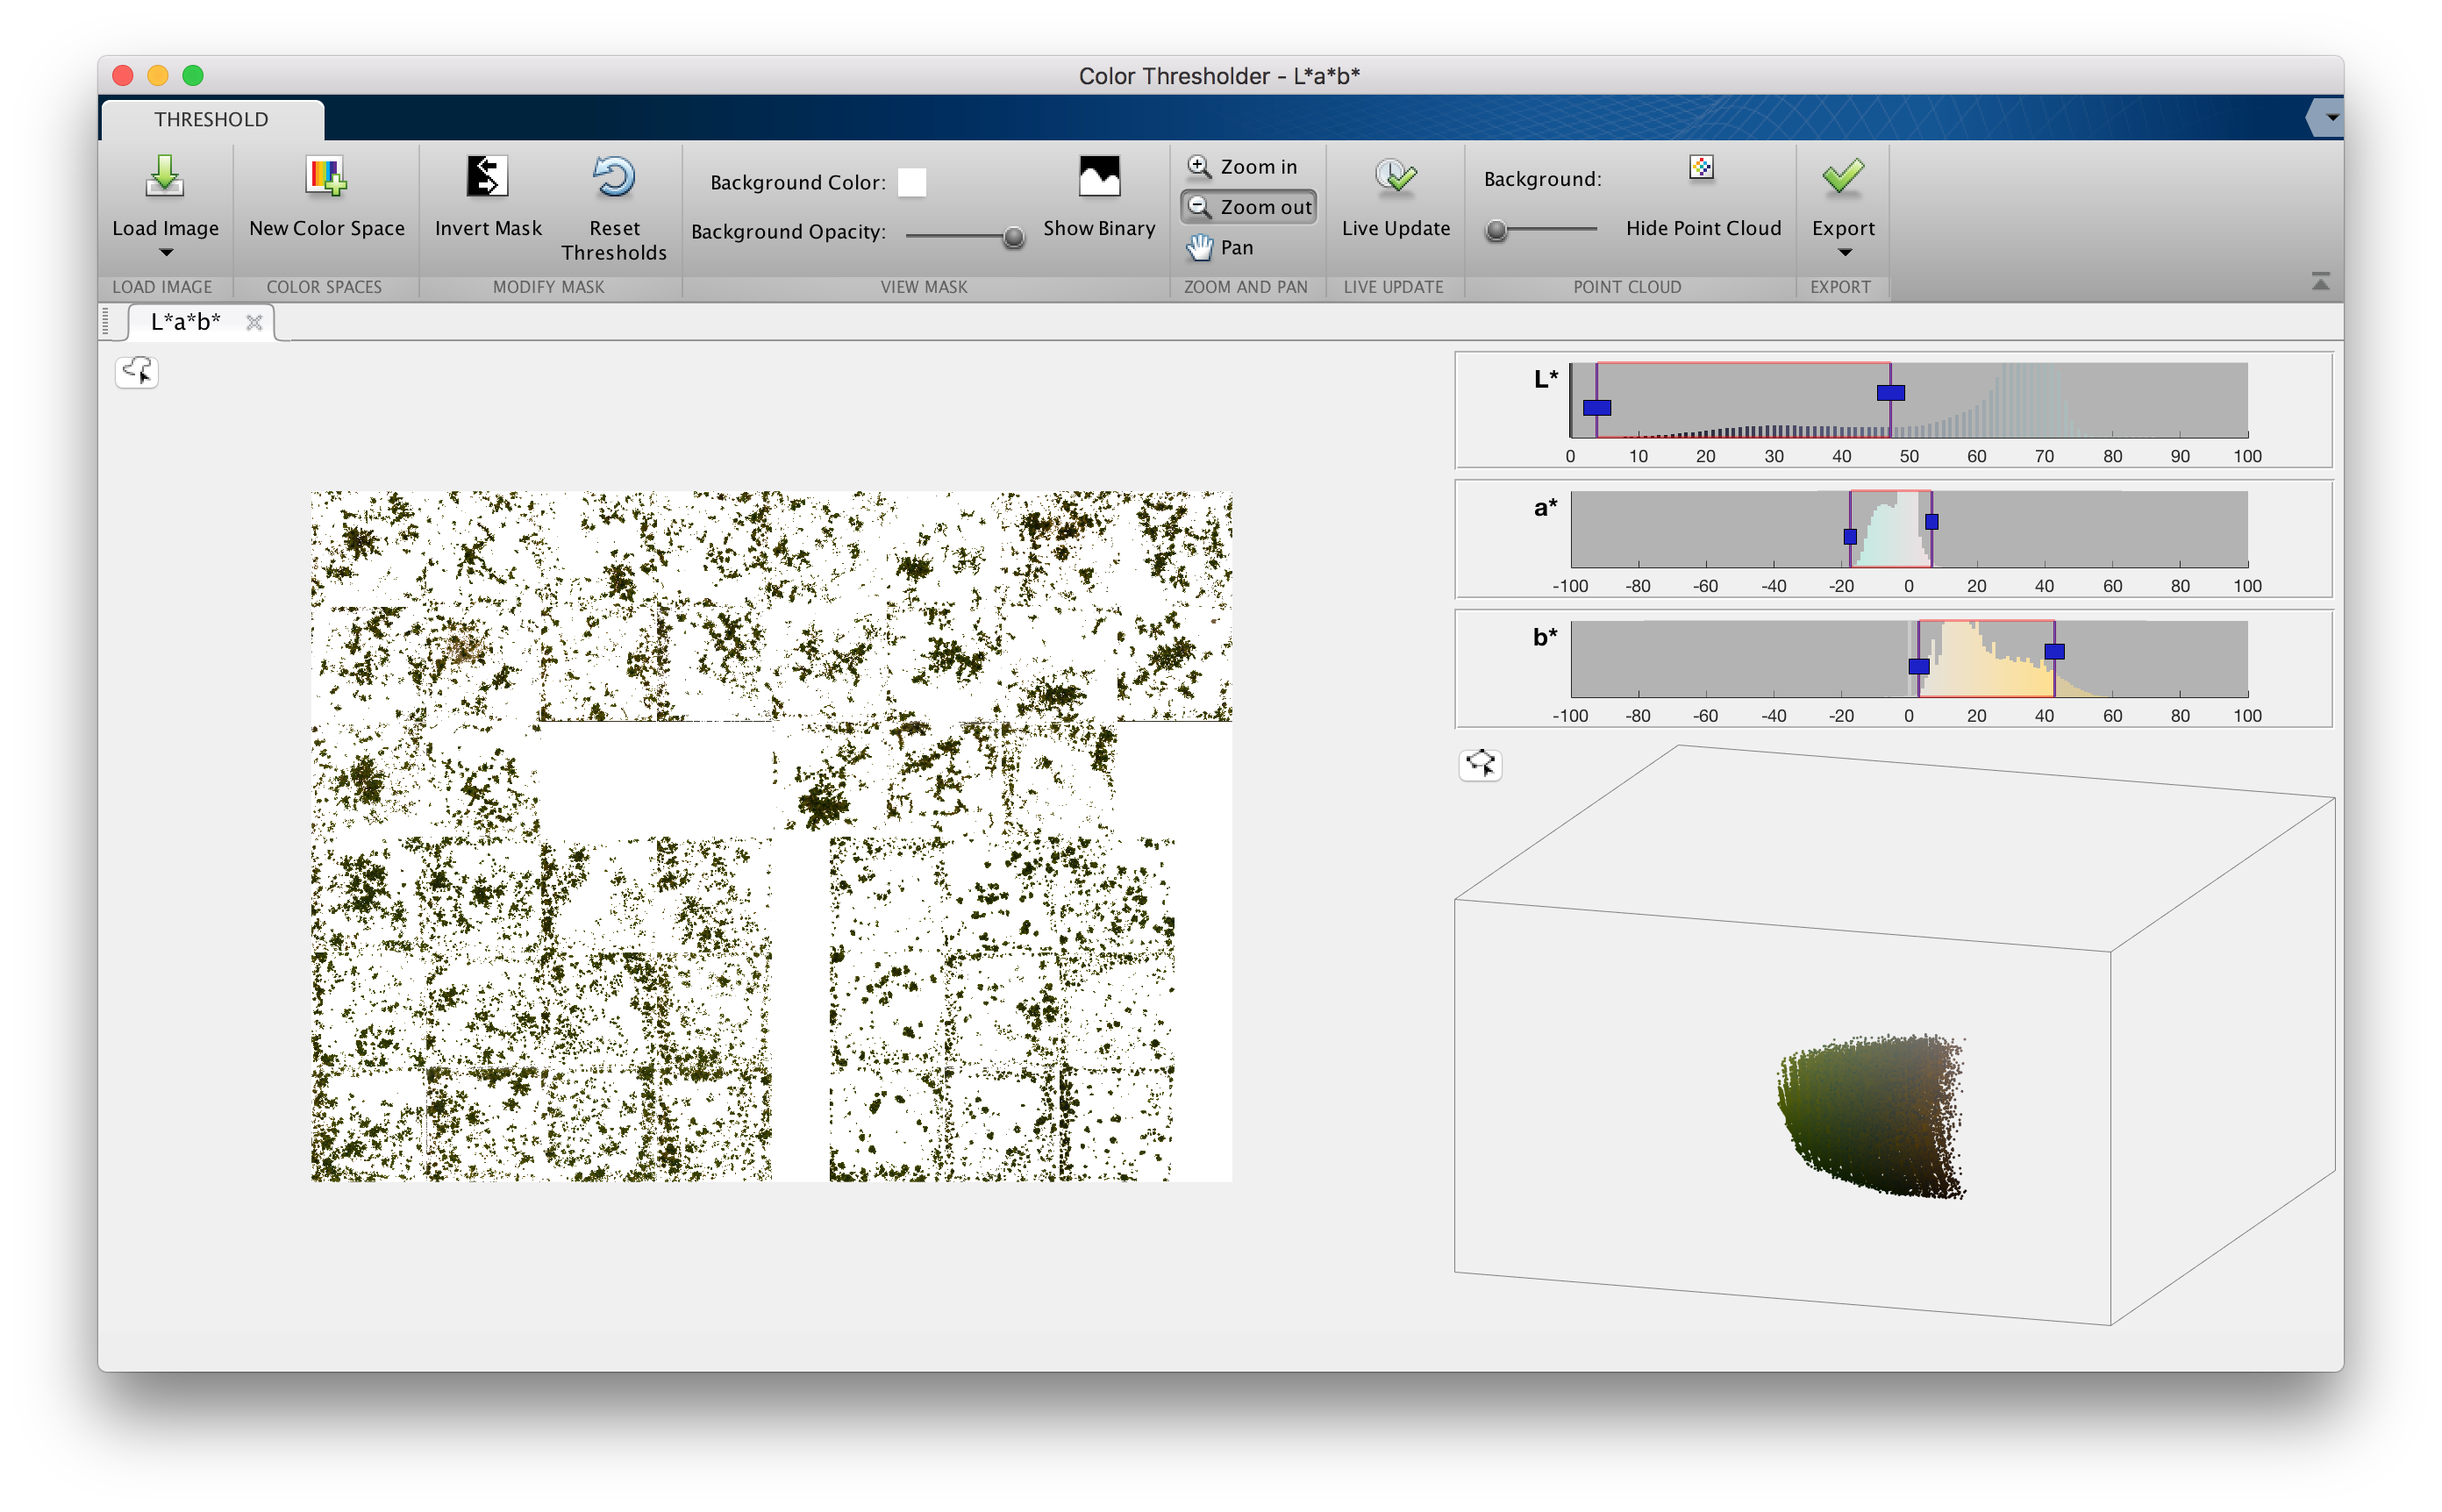 Color Thresholder - L*a*b*
THRESHOLD
Load Image
New Color Space
Invert Mask
Reset
Thresholds
Background Color:
Background Opacity:
Show Binary
Zoom in
Zoom out
Pan
Live Update
Background:
Hide Point Cloud
Export
LOAD IMAGE
COLOR SPACES
MODIFY MASK
VIEW MASK
ZOOM AND PAN
LIVE UPDATE
POINT CLOUD
EXPORT
L*a*b*
L*
0 10 20 30 40 50 60 70 80 90 100
a*
-100 -80 -60 -40 -20 0 20 40 60 80 100
b*
-100 -80 -60 -40 -20 0 20 40 60 80 100